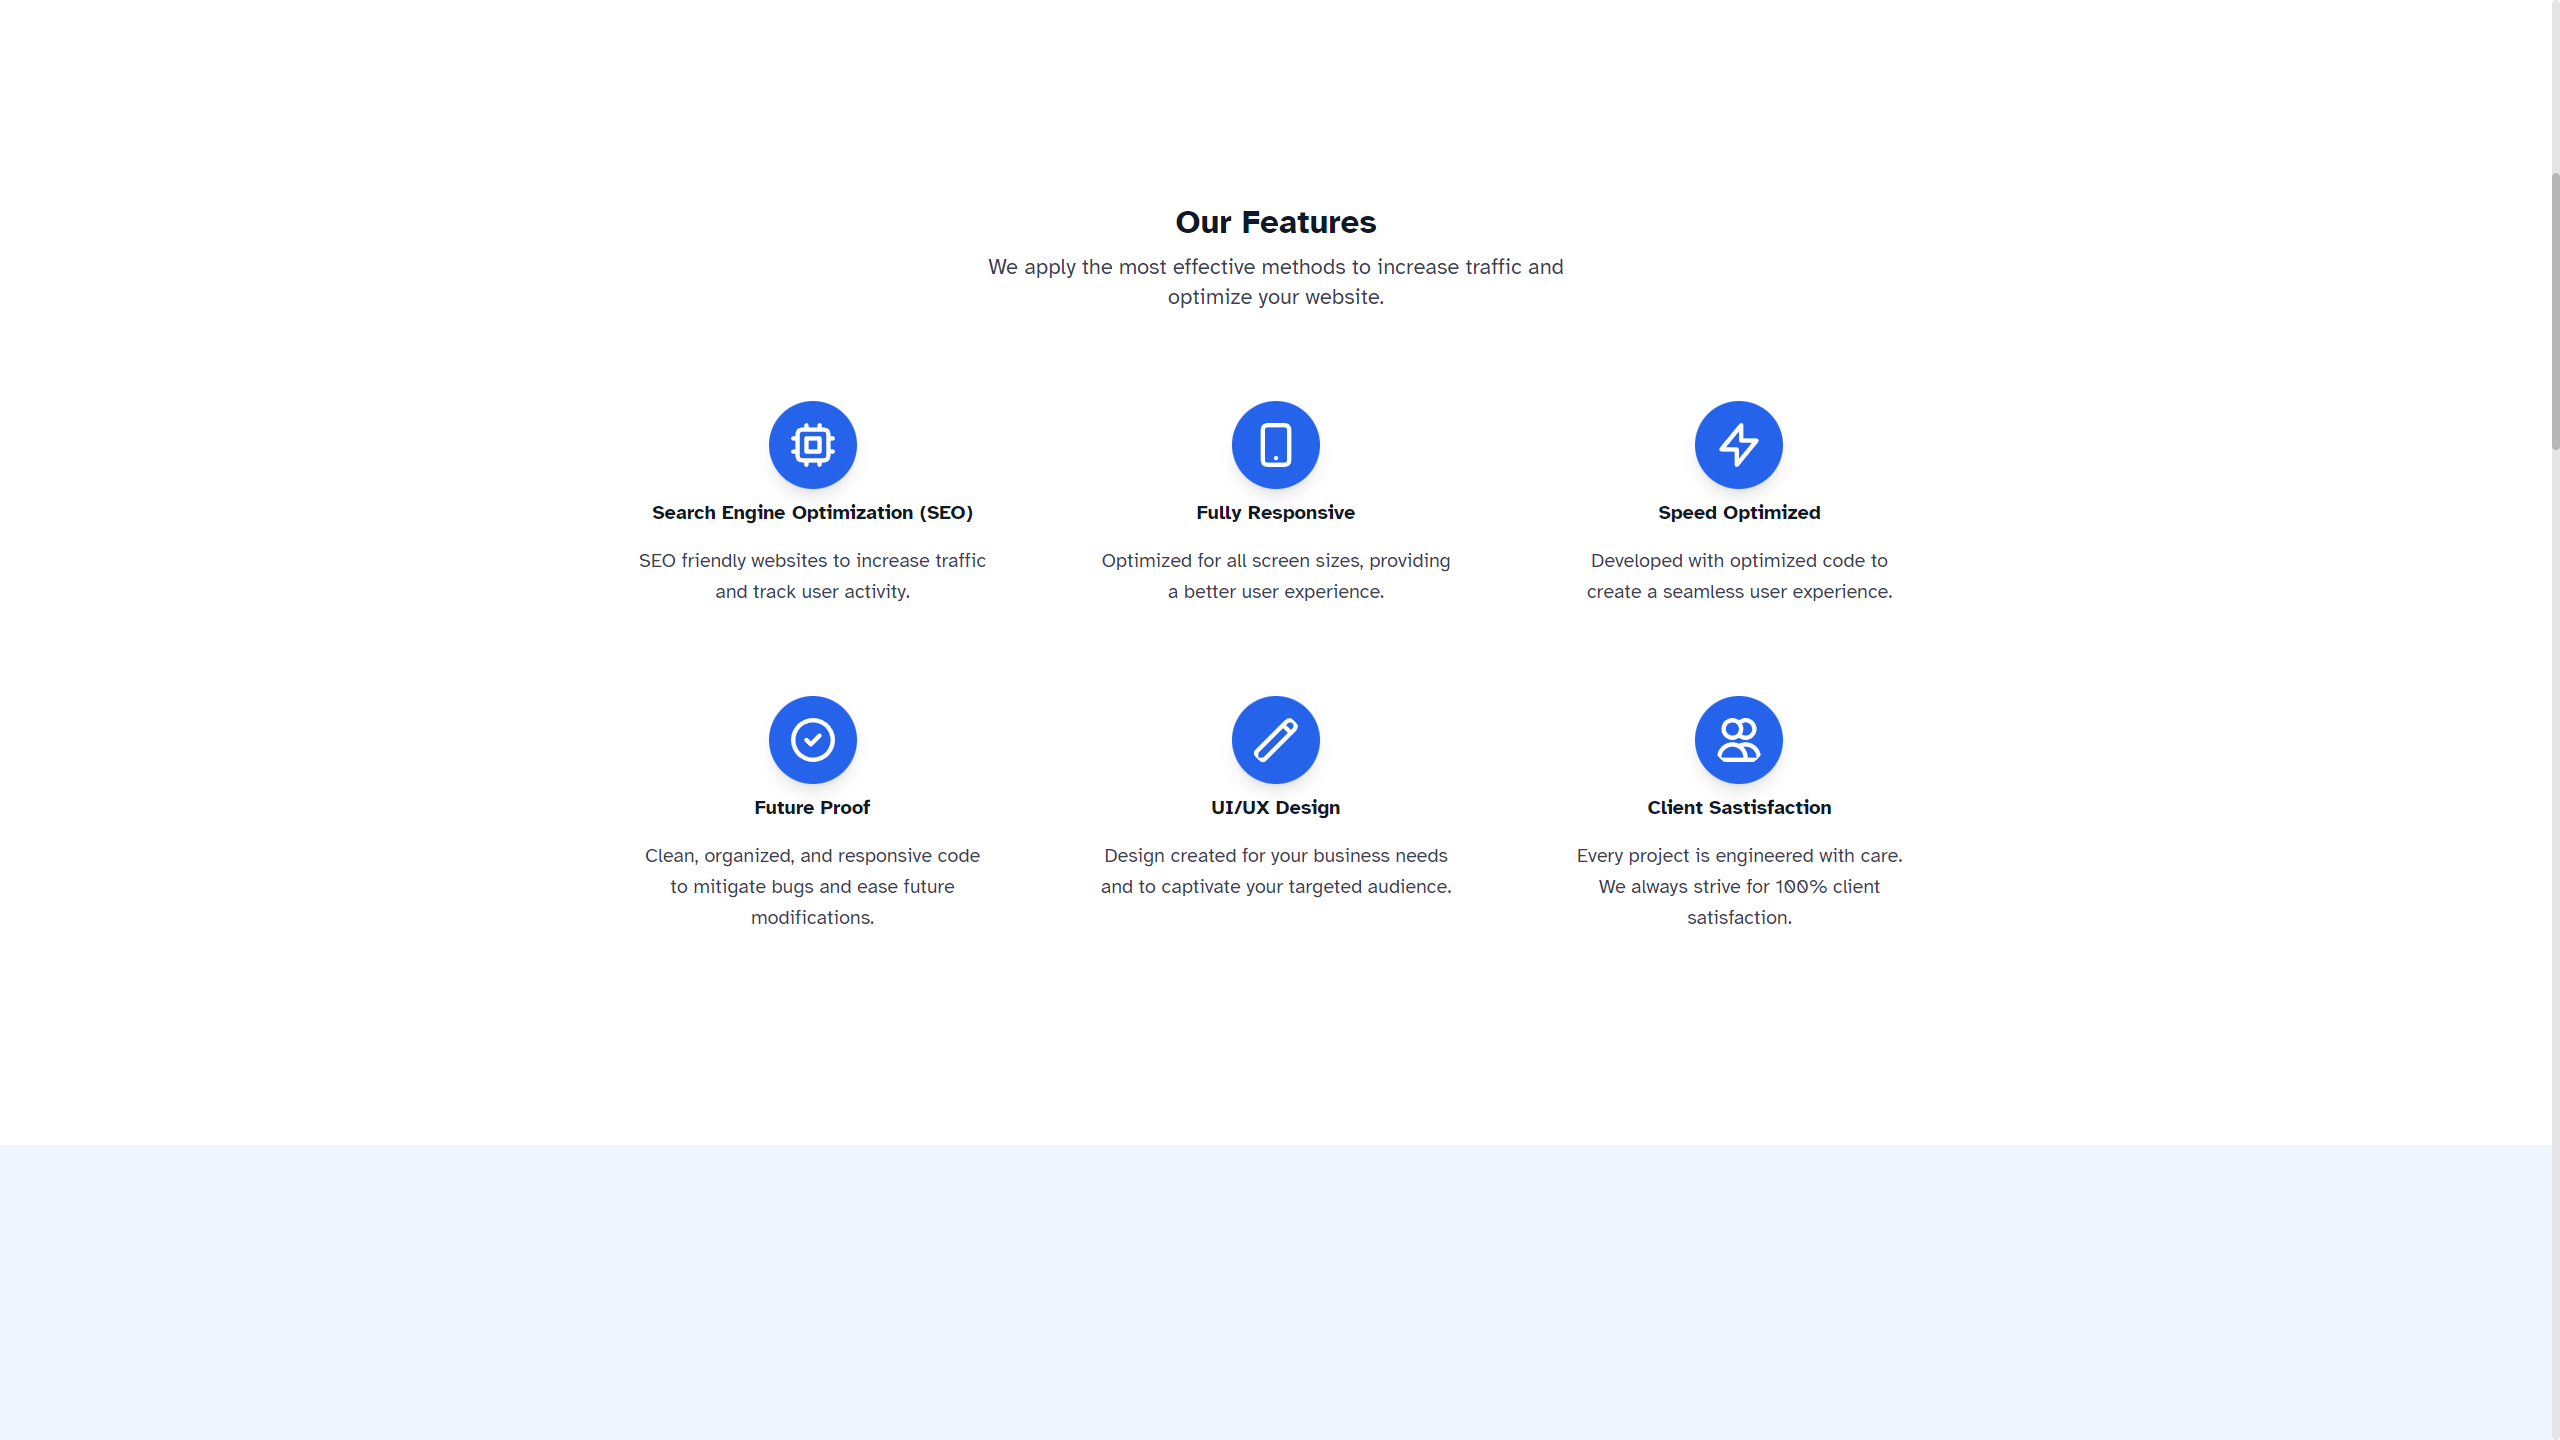 Our Features
We apply the most effective methods to increase traffic and
optimize your website.
Search Engine Optimization (SEO)
SEO friendly websites to increase traffic
and track user activity.
Fully Responsive
Optimized for all screen sizes, providing
a better user experience.
Speed Optimized
Developed with optimized code to
create a seamless user experience.
Future Proof
Clean, organized, and responsive code
to mitigate bugs and ease future
modifications.
UI/UX Design
Design created for your business needs
and to captivate your targeted audience.
Client Sastisfaction
Every project is engineered with care.
We always strive for 100% client
satisfaction.